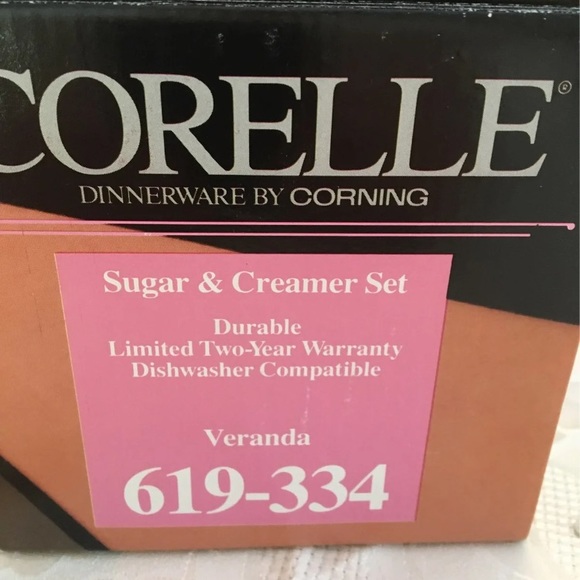 CORELLE®
DINNERWARE BY CORNING
Sugar & Creamer Set
Durable
Limited Two-Year Warranty
Dishwasher Compatible
Veranda
619-334